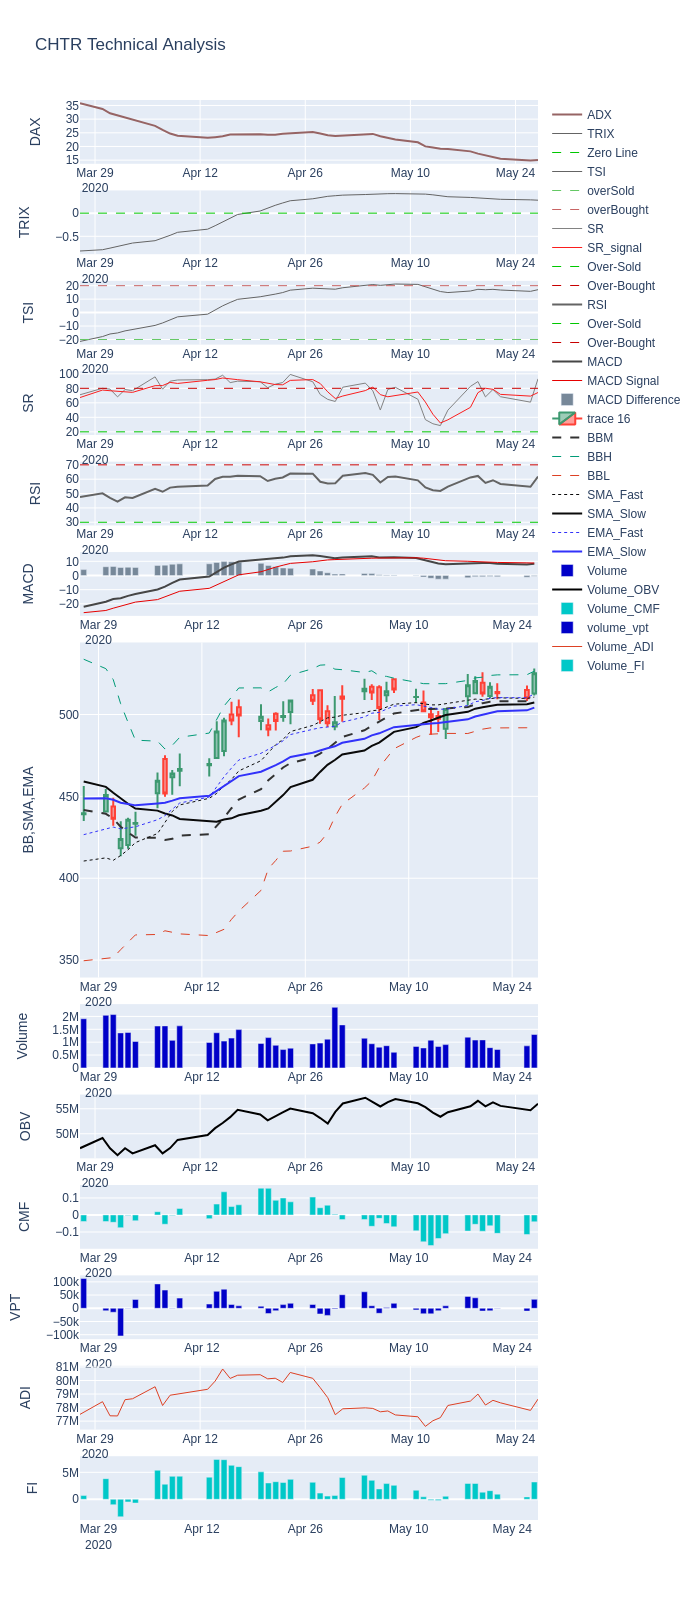 CHTR Technical Analysis
DAX
35
30
25
20
15
Mar 29
2020
Apr 12
Apr 26
May 10
May 24
TRIX
0
−0.5
Mar 29
2020
Apr 12
Apr 26
May 10
May 24
TSI
20
10
0
−10
−20
Mar 29
2020
Apr 12
Apr 26
May 10
May 24
SR
100
80
60
40
20
Mar 29
2020
Apr 12
Apr 26
May 10
May 24
RSI
70
60
50
40
30
Mar 29
2020
Apr 12
Apr 26
May 10
May 24
MACD
10
0
−10
−20
Mar 29
2020
Apr 12
Apr 26
May 10
May 24
BB,SMA,EMA
500
450
400
350
Mar 29
2020
Apr 12
Apr 26
May 10
May 24
Volume
2M
1.5M
1M
0.5M
0
Mar 29
2020
Apr 12
Apr 26
May 10
May 24
OBV
55M
50M
Mar 29
2020
Apr 12
Apr 26
May 10
May 24
CMF
0.1
0
−0.1
Mar 29
2020
Apr 12
Apr 26
May 10
May 24
VPT
100k
50k
0
−50k
−100k
Mar 29
2020
Apr 12
Apr 26
May 10
May 24
ADI
81M
80M
79M
78M
77M
Mar 29
2020
Apr 12
Apr 26
May 10
May 24
FI
5M
0
Mar 29
2020
Apr 12
Apr 26
May 10
May 24
ADX
TRIX
Zero Line
TSI
overSold
overBought
SR
SR_signal
Over-Sold
Over-Bought
RSI
Over-Sold
Over-Bought
MACD
MACD Signal
MACD Difference
trace 16
BBM
BBH
BBL
SMA_Fast
SMA_Slow
EMA_Fast
EMA_Slow
Volume
Volume_OBV
Volume_CMF
volume_vpt
Volume_ADI
Volume_FI